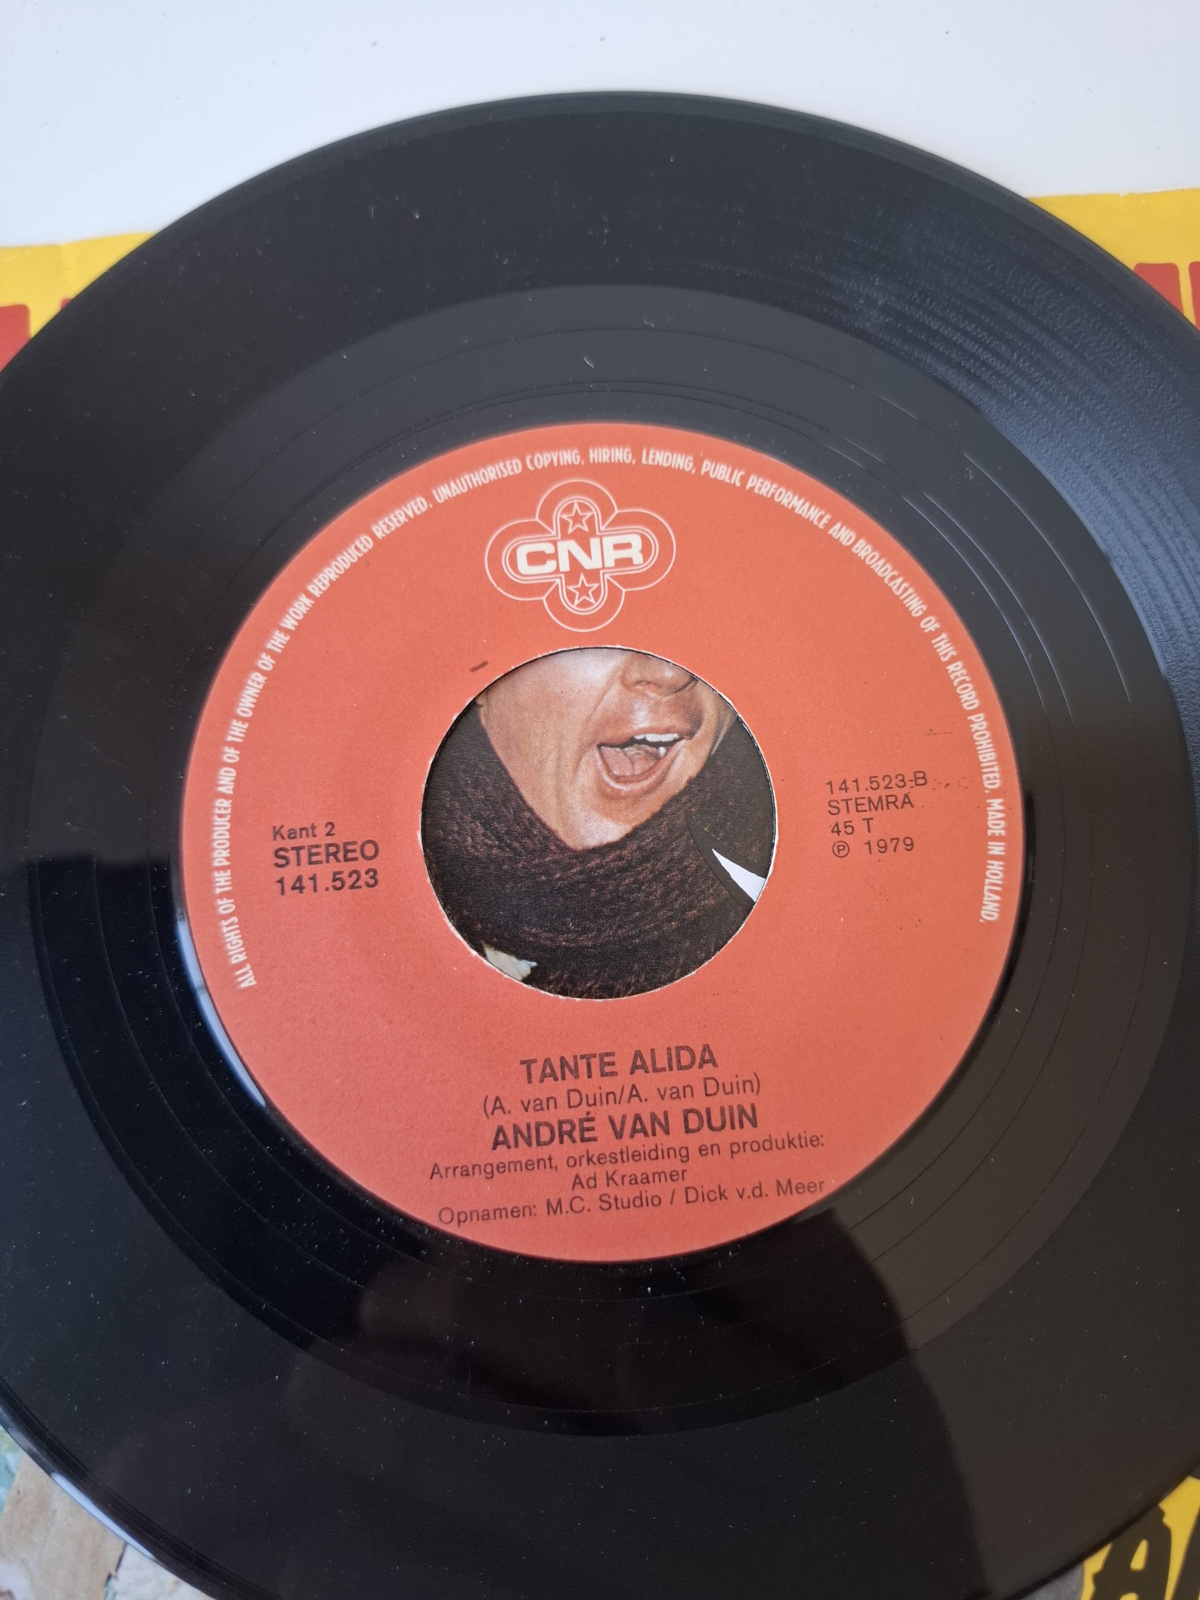 ALL RIGHTS OF THE PRODUCER AND OF THE OWNER OF THE WORK REPRODUCED RESERVED. UNAUTHORISED COPYING, HIRING, LENDING, PUBLIC PERFORMANCE AND BROADCASTING OF THIS RECORD PROHIBITED. MADE IN HOLLAND.
CNR
Kant 2
STEREO
141.523
141.523-B
STEMRA
45 T
℗ 1979
TANTE ALIDA
(A. van Duin/A. van Duin)
ANDRÉ VAN DUIN
Arrangement, orkestleiding en produktie:
Ad Kraamer
Opnamen: M.C. Studio / Dick v.d. Meer